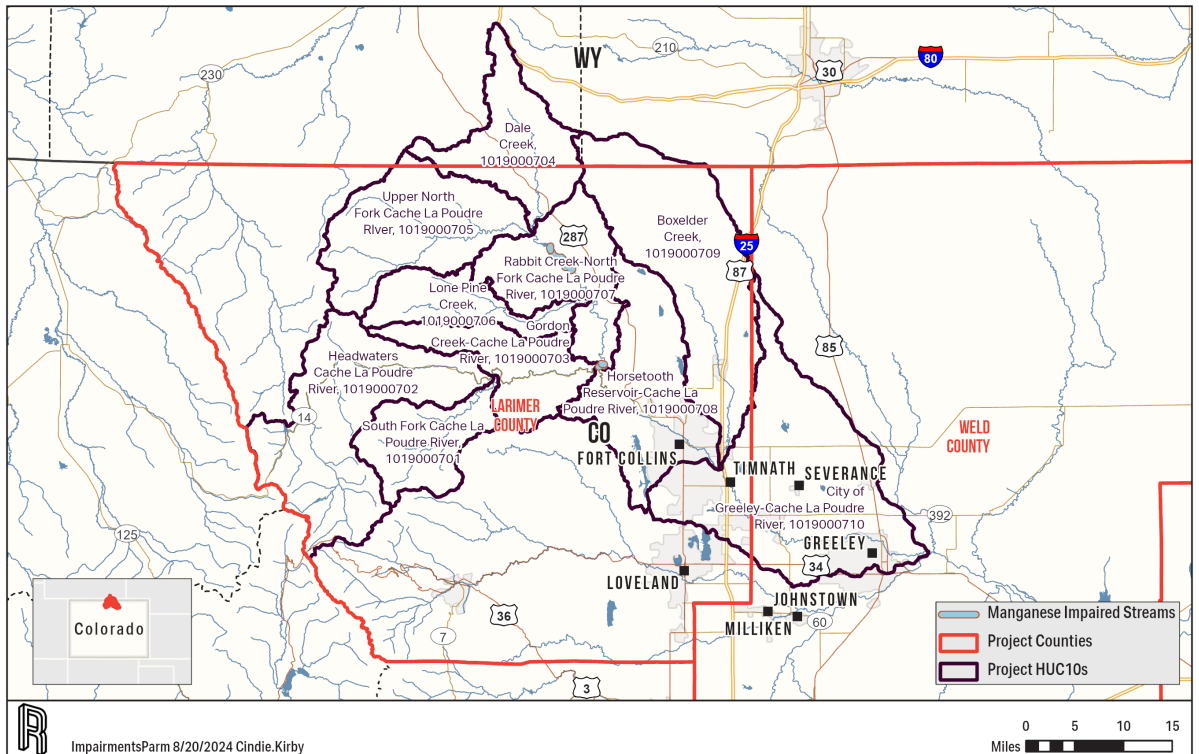 WY
210
230
30
80
Dale
Creek,
1019000704
Upper North
Fork Cache La Poudre
RIver, 1019000705
Boxelder
Creek,
1019000709
287
25
87
Rabbit Creek-North
Fork Cache La Poudre
River, 1019000707
Lone Pine
Creek,
1019000706
Gordon
Creek-Cache La Poudre
River, 1019000703
85
Headwaters
Cache La Poudre
River, 1019000702
Horsetooth
Reservoir-Cache La
Poudre River, 1019000708
14
LARIMER
COUNTY
South Fork Cache La
Poudre River,
1019000701
CO
FORT COLLINS
WELD
COUNTY
TIMNATH
SEVERANCE
City of
Greeley-Cache La Poudre
River, 1019000710
392
125
GREELEY
34
LOVELAND
JOHNSTOWN
MILLIKEN
60
36
7
3
Colorado
Manganese Impaired Streams
Project Counties
Project HUC10s
R
ImpairmentsParm 8/20/2024 Cindie.Kirby
0 5 10 15
Miles